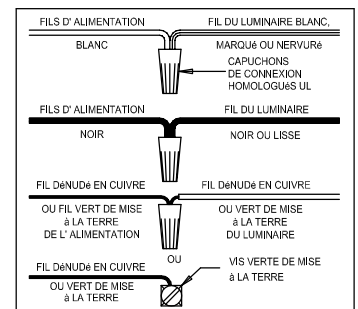 FILS D' ALIMENTATION
FIL DU LUMINAIRE BLANC,
BLANC
MARQUé OU NERVURé
CAPUCHONS
DE CONNEXION
HOMOLOGUéS UL
FILS D' ALIMENTATION
FIL DU LUMINAIRE
NOIR
NOIR OU LISSE
FIL DéNUDé EN CUIVRE
FIL DéNUDé EN CUIVRE
OU FIL VERT DE MISE
à LA TERRE
DE L' ALIMENTATION
OU VERT DE MISE
à LA TERRE
DU LUMINAIRE
OU
FIL DéNUDé EN CUIVRE
OU VERT DE MISE
à LA TERRE
VIS VERTE DE MISE
à LA TERRE